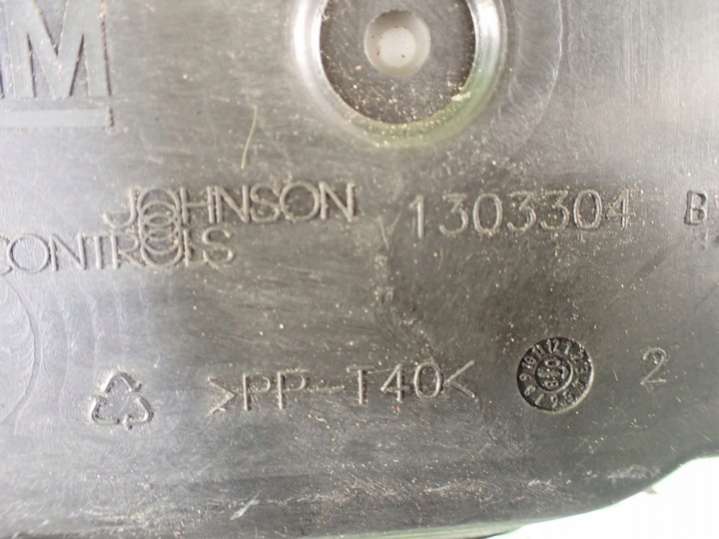 M
JOHNSON
CONTROLS
1303304 B
>PP-T40<
2